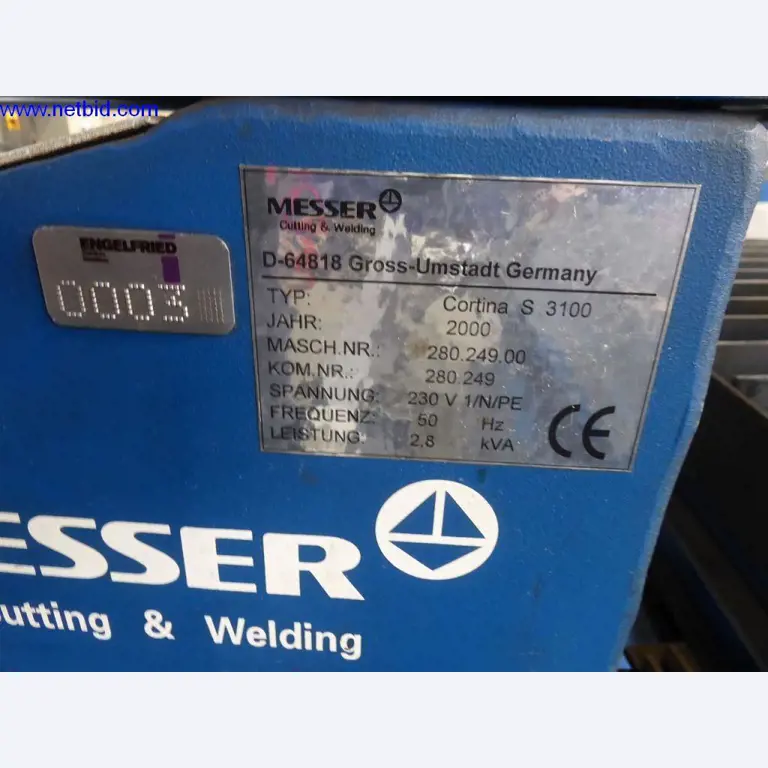 www.netbid.com
ENGELFRIED
0003
MESSER
Cutting & Welding
D-64818 Gross-Umstadt Germany
TYP: Cortina S 3100
JAHR: 2000
MASCH.NR.: 280.249.00
KOM.NR.: 280.249
SPANNUNG: 230 V 1/N/PE
FREQUENZ: 50 Hz
LEISTUNG: 2,8 kVA
CE
ESSER
utting & Welding